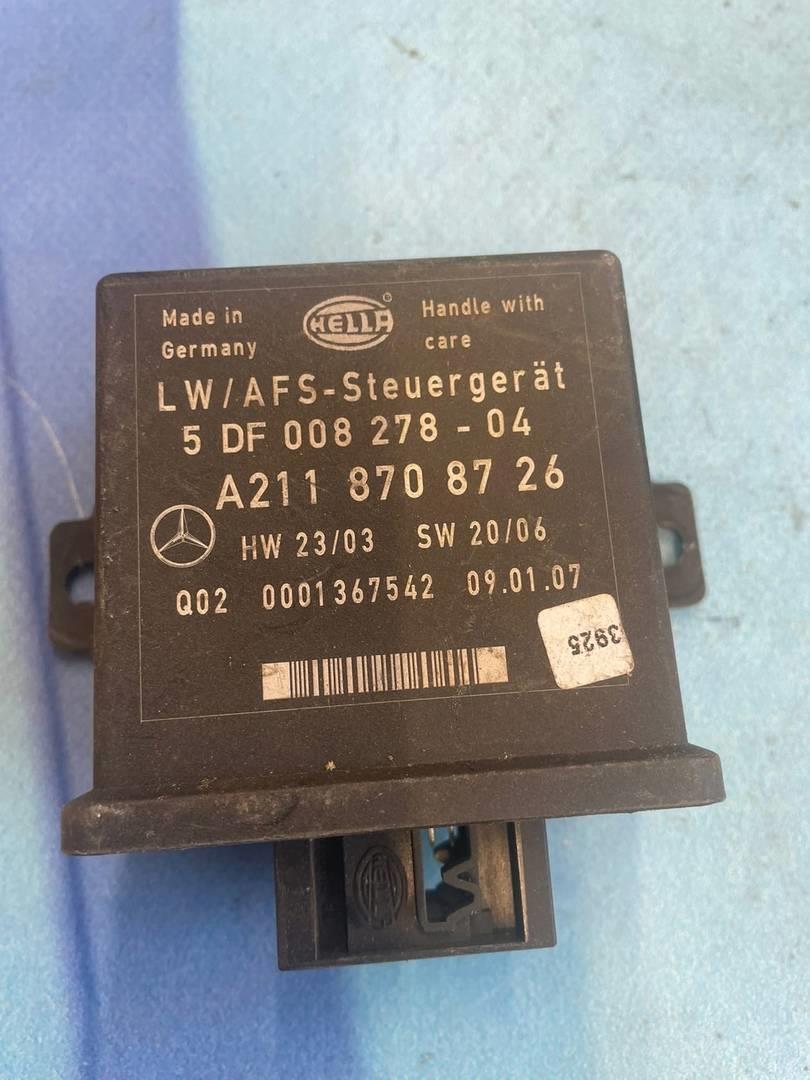 Made in Germany
HELLA
®
Handle with care
LW/AFS-Steuergerät
5 DF 008 278 - 04
A211 870 87 26
HW 23/03 SW 20/06
Q02 0001367542 09.01.07
3925
HELLA